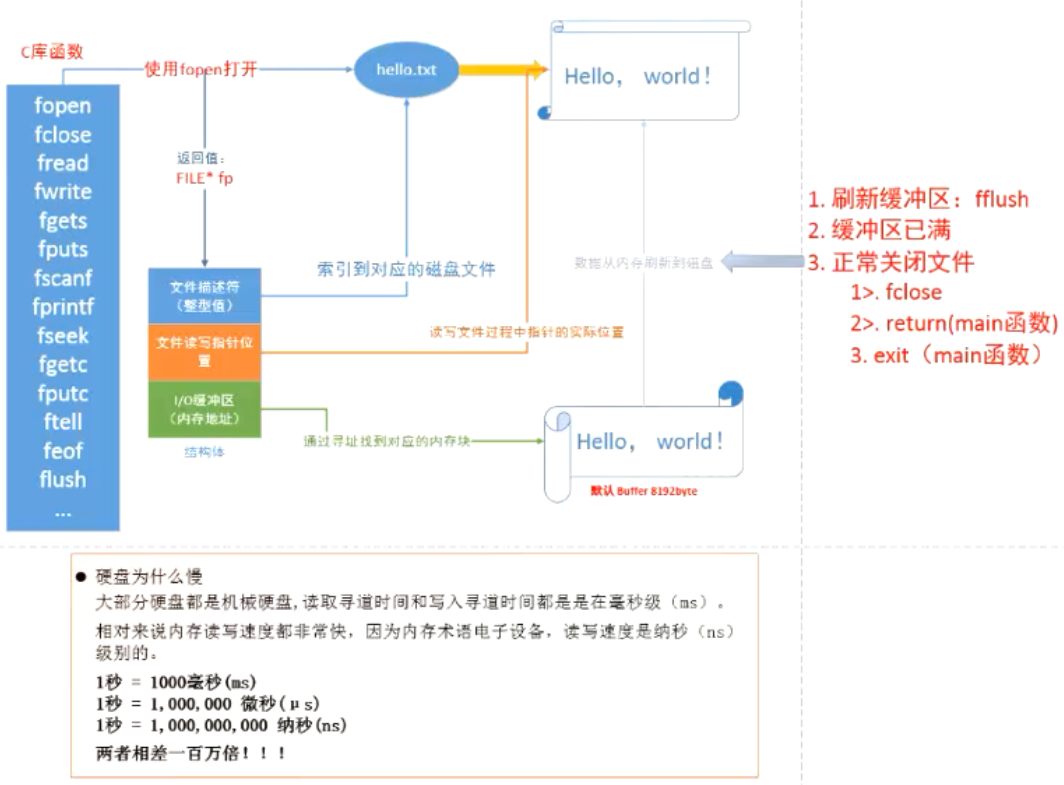 C库函数
使用fopen打开
hello.txt
Hello， world！
fopen
fclose
fread
fwrite
fgets
fputs
fscanf
fprintf
fseek
fgetc
fputc
ftell
feof
flush
...
返回值：
FILE* fp
文件描述符
（整型值）
文件读写指针位
置
I/O缓冲区
（内存地址）
结构体
索引到对应的磁盘文件
读写文件过程中指针的实际位置
通过寻址找到对应的内存块
数据从内存刷新到磁盘
Hello， world！
默认 Buffer 8192byte
1. 刷新缓冲区：fflush
2. 缓冲区已满
3. 正常关闭文件
1>. fclose
2>. return(main函数)
3. exit（main函数）
● 硬盘为什么慢
大部分硬盘都是机械硬盘,读取寻道时间和写入寻道时间都是是在毫秒级（ms）。
相对来说内存读写速度都非常快，因为内存术语电子设备，读写速度是纳秒（ns）
级别的。
1秒 = 1000毫秒(ms)
1秒 = 1,000,000 微秒(μs)
1秒 = 1,000,000,000 纳秒(ns)
两者相差一百万倍！！！